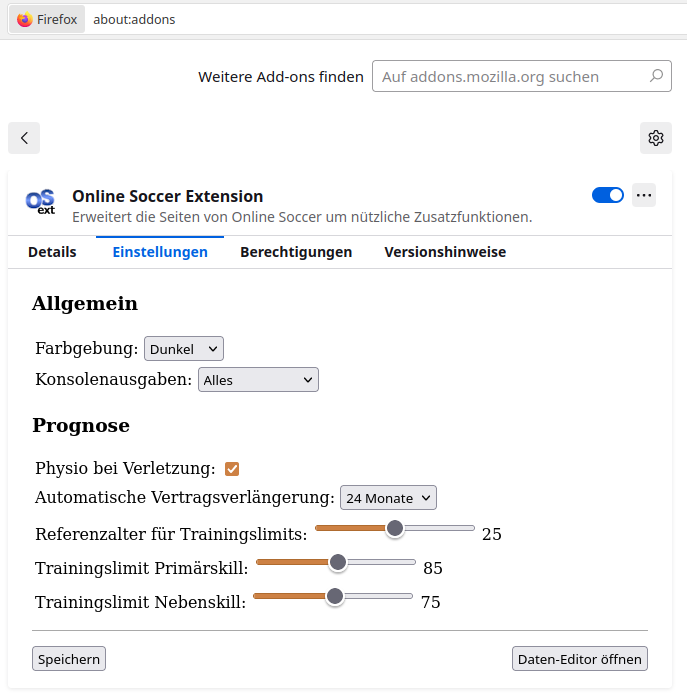 Firefox about:addons
Weitere Add-ons finden Auf addons.mozilla.org suchen
OS ext
Online Soccer Extension
Erweitert die Seiten von Online Soccer um nützliche Zusatzfunktionen.
Details Einstellungen Berechtigungen Versionshinweise
Allgemein
Farbgebung: Dunkel
Konsolenausgaben: Alles
Prognose
Physio bei Verletzung:
Automatische Vertragsverlängerung: 24 Monate
Referenzalter für Trainingslimits: 25
Trainingslimit Primärskill: 85
Trainingslimit Nebenskill: 75
Speichern Daten-Editor öffnen